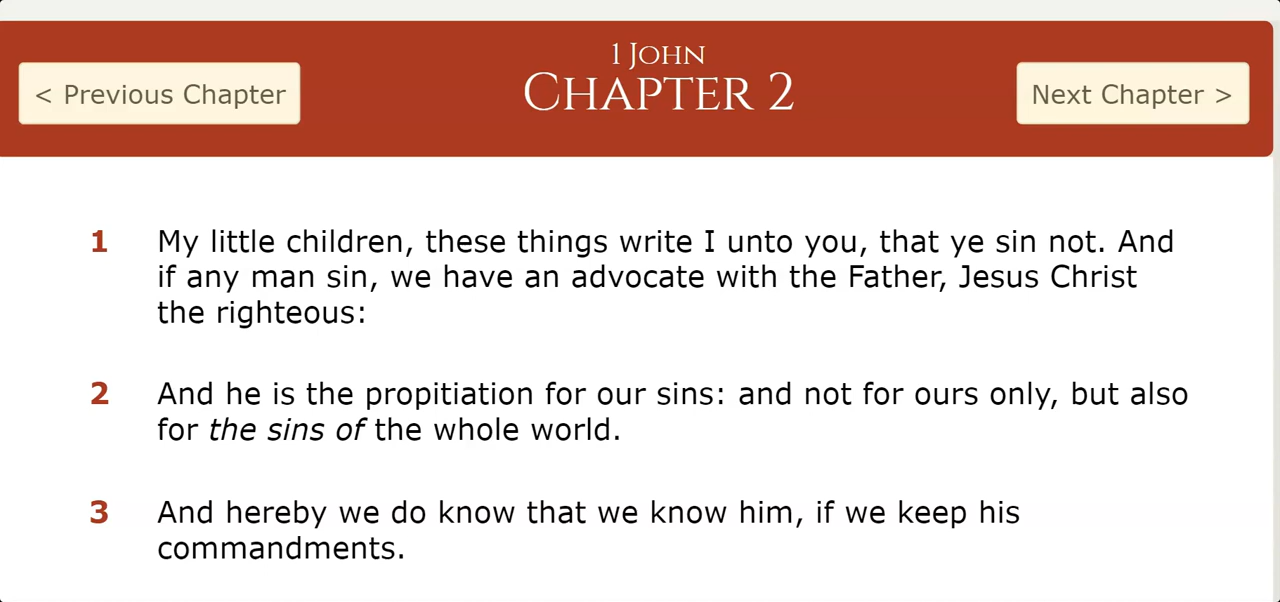 1 John
< Previous Chapter
Chapter 2
Next Chapter >
1 My little children, these things write I unto you, that ye sin not. And
if any man sin, we have an advocate with the Father, Jesus Christ
the righteous:
2 And he is the propitiation for our sins: and not for ours only, but also
for the sins of the whole world.
3 And hereby we do know that we know him, if we keep his
commandments.